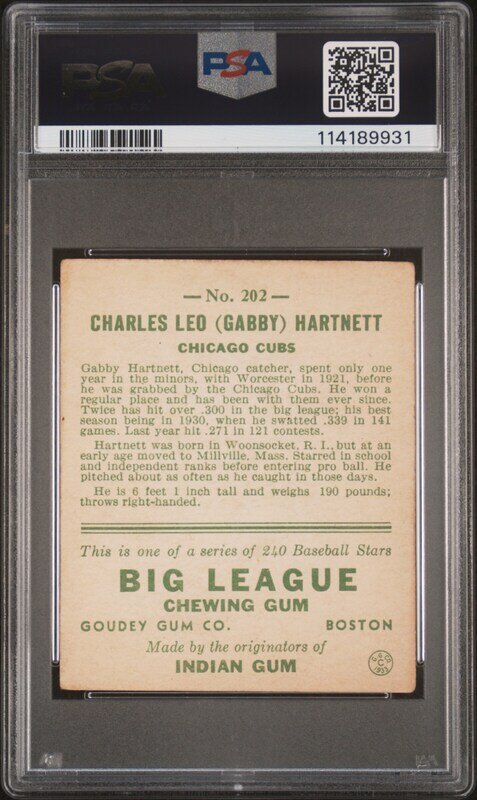 PSA
PSA
114189931
— No. 202 —
CHARLES LEO (GABBY) HARTNETT
CHICAGO CUBS
Gabby Hartnett, Chicago catcher, spent only one
year in the minors, with Worcester in 1921, before
he was grabbed by the Chicago Cubs. He won a
regular place and has been with them ever since.
Twice has hit over .300 in the big league; his best
season being in 1930, when he swatted .339 in 141
games. Last year hit .271 in 121 contests.
Hartnett was born in Woonsocket, R. I., but at an
early age moved to Millville, Mass. Starred in school
and independent ranks before entering pro ball. He
pitched about as often as he caught in those days.
He is 6 feet 1 inch tall and weighs 190 pounds;
throws right-handed.
This is one of a series of 240 Baseball Stars
BIG LEAGUE
CHEWING GUM
GOUDEY GUM CO. BOSTON
Made by the originators of
INDIAN GUM
G. G. CO.
C
1933